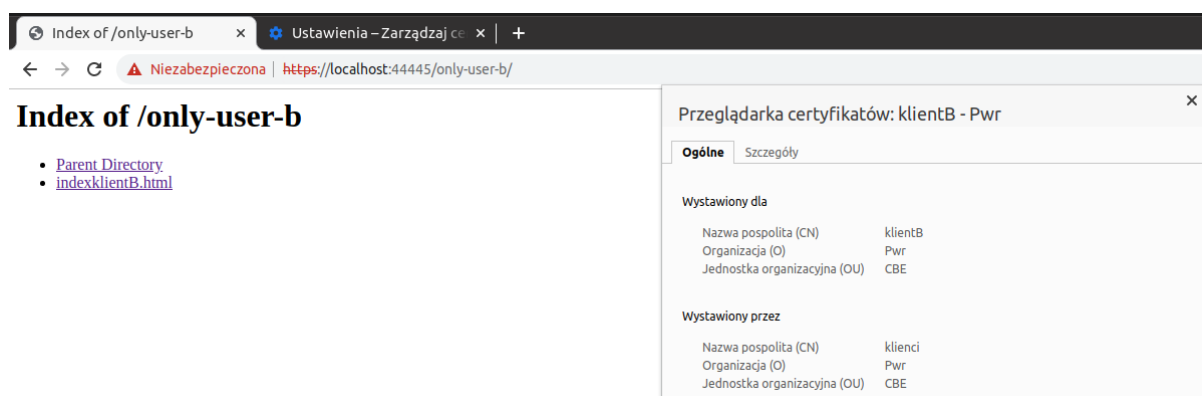 Index of /only-user-b
Ustawienia – Zarządzaj ce
Niezabezpieczona https://localhost:44445/only-user-b/
Index of /only-user-b
Parent Directory
indexklientB.html
Przeglądarka certyfikatów: klientB - Pwr
Ogólne Szczegóły
Wystawiony dla
Nazwa pospolita (CN) klientB
Organizacja (O) Pwr
Jednostka organizacyjna (OU) CBE
Wystawiony przez
Nazwa pospolita (CN) klienci
Organizacja (O) Pwr
Jednostka organizacyjna (OU) CBE